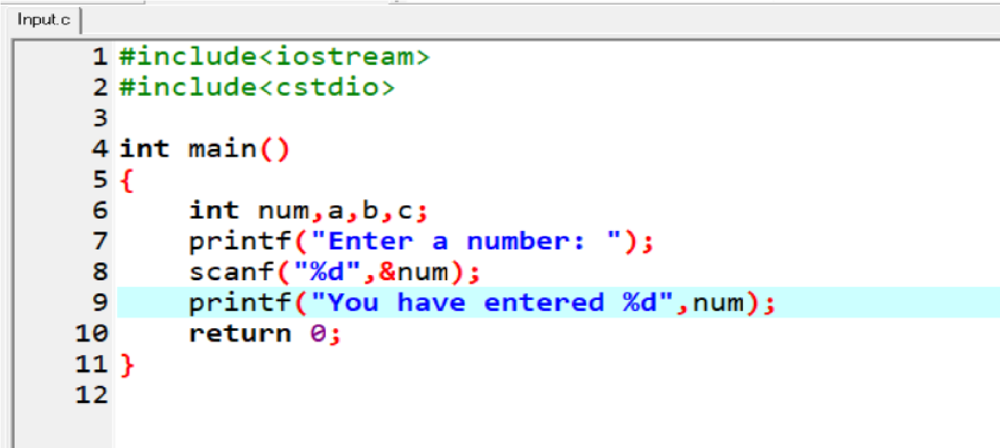 Input.c
1 #include<iostream>
2 #include<cstdio>
3
4 int main()
5 {
6     int num,a,b,c;
7     printf("Enter a number: ");
8     scanf("%d",&num);
9     printf("You have entered %d",num);
10     return 0;
11 }
12